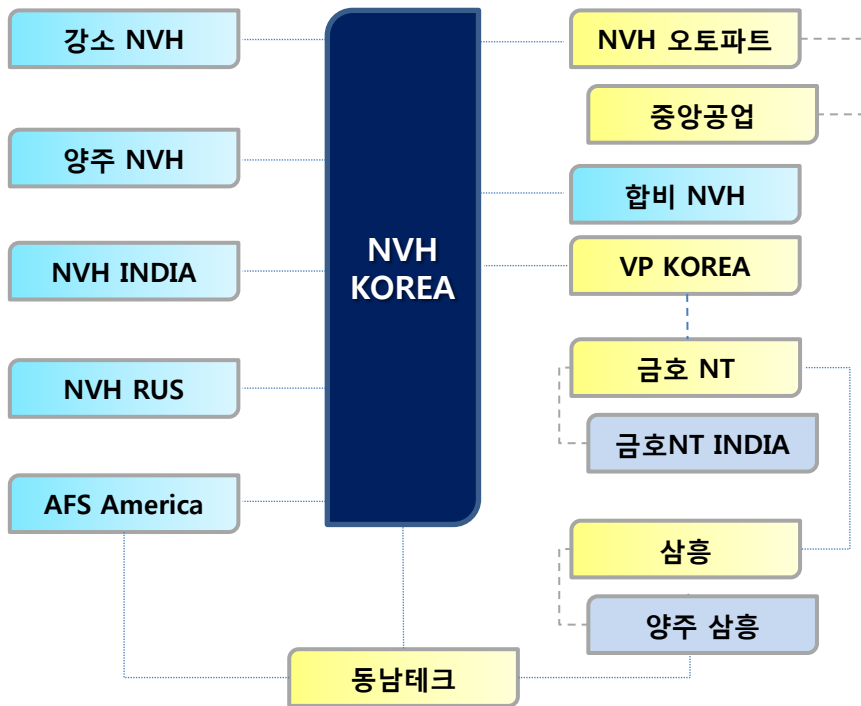 강소 NVH
양주 NVH
NVH INDIA
NVH RUS
AFS America
NVH
KOREA
NVH 오토파트
중앙공업
합비 NVH
VP KOREA
금호 NT
금호NT INDIA
삼흥
양주 삼흥
동남테크